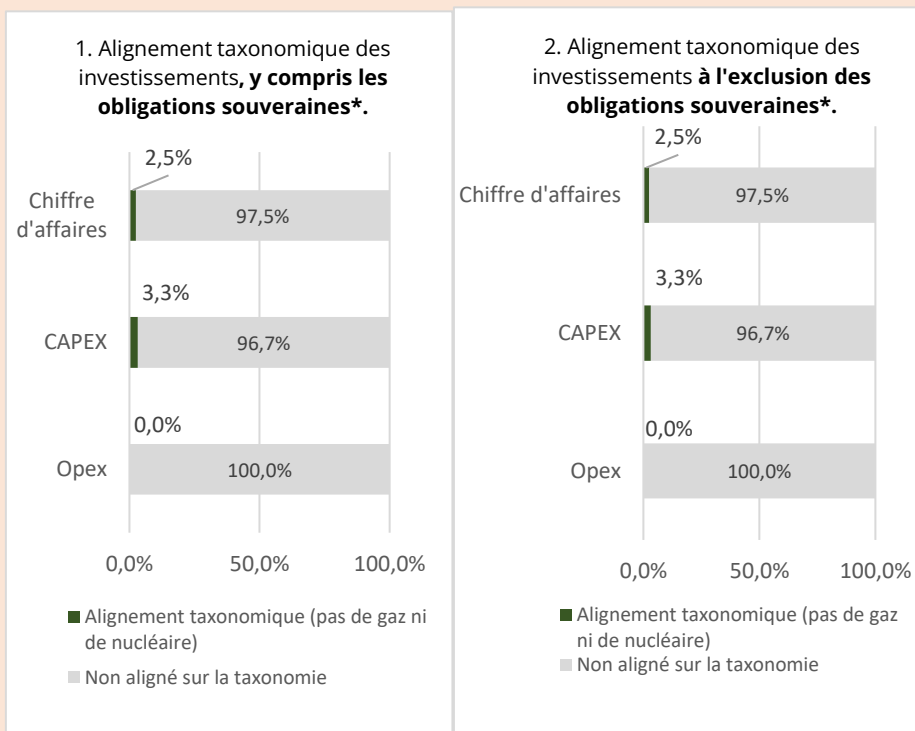 1. Alignement taxonomique des
investissements, y compris les
obligations souveraines*.
2,5%
Chiffre
d'affaires
97,5%
3,3%
CAPEX
96,7%
0,0%
Opex
100,0%
0,0%
50,0%
100,0%
Alignement taxonomique (pas de gaz ni
de nucléaire)
Non aligné sur la taxonomie
2. Alignement taxonomique des
investissements à l'exclusion des
obligations souveraines*.
2,5%
Chiffre d'affaires
97,5%
3,3%
CAPEX
96,7%
0,0%
Opex
100,0%
0,0%
50,0%
100,0%
Alignement taxonomique (pas de gaz
ni de nucléaire)
Non aligné sur la taxonomie